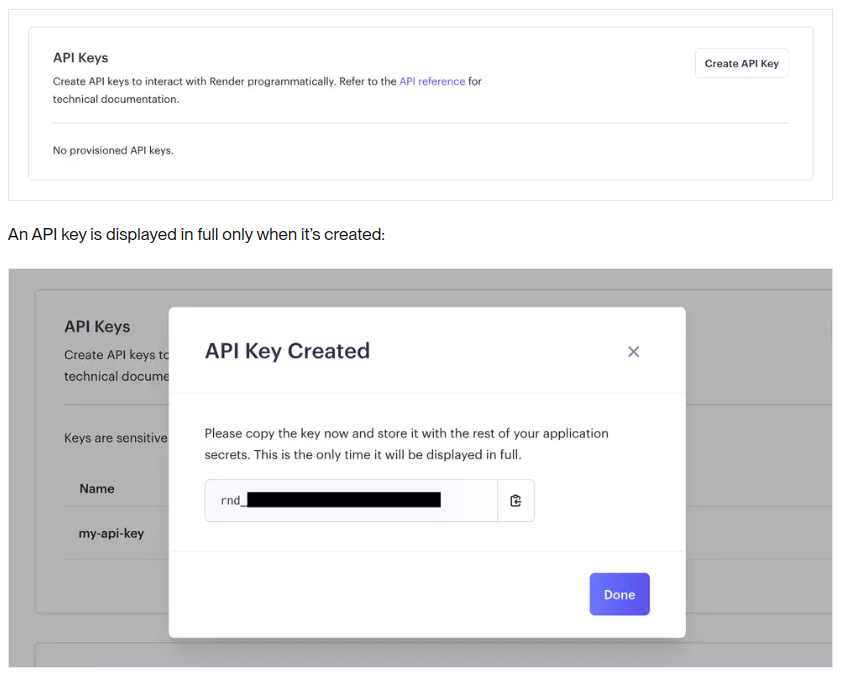 API Keys
Create API Key
Create API keys to interact with Render programmatically. Refer to the API reference for
technical documentation.
No provisioned API keys.
An API key is displayed in full only when it's created:
API Keys
Create API keys to
technical docume
Keys are sensitive
Name
my-api-key
API Key Created
Please copy the key now and store it with the rest of your application
secrets. This is the only time it will be displayed in full.
rnd_
Done